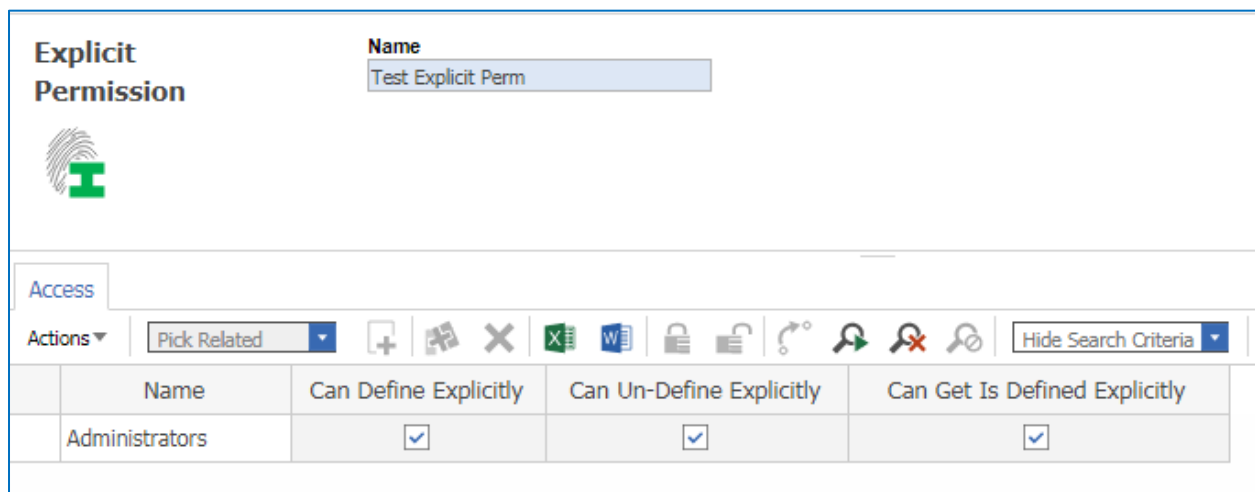 Explicit
Permission
Name
Test Explicit Perm
Access
Actions
Pick Related
Hide Search Criteria
Name Can Define Explicitly Can Un-Define Explicitly Can Get Is Defined Explicitly
Administrators